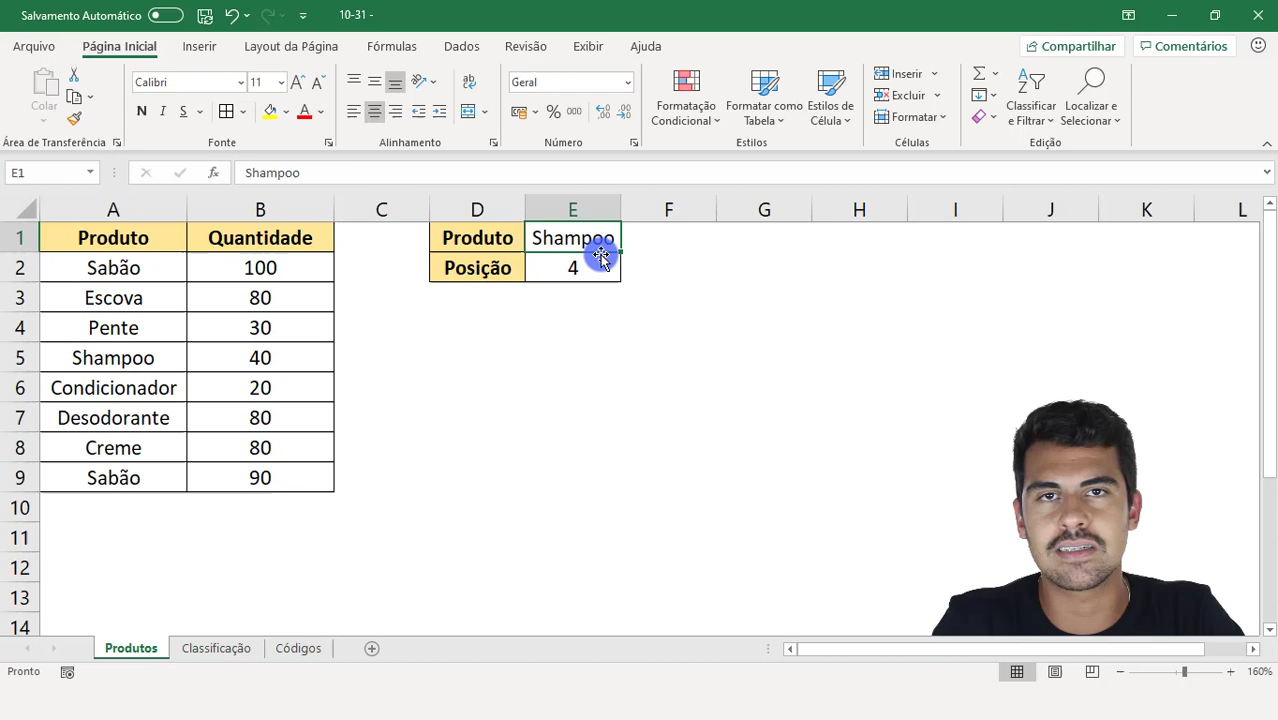 Salvamento Automático
10-31 -
Arquivo Página Inicial Inserir Layout da Página Fórmulas Dados Revisão Exibir Ajuda Compartilhar Comentários
Colar
Área de Transferência
Calibri 11
N I S
Fonte
ab
Alinhamento
Geral
% 000
Número
Formatação Condicional
Formatar como Tabela
Estilos de Célula
Estilos
Inserir
Excluir
Formatar
Células
Classificar e Filtrar
Localizar e Selecionar
Edição
E1 fx Shampoo
A B C D E F G H I J K L
1 Produto Quantidade Produto Shampoo
2 Sabão 100 Posição 4
3 Escova 80
4 Pente 30
5 Shampoo 40
6 Condicionador 20
7 Desodorante 80
8 Creme 80
9 Sabão 90
10
11
12
13
14
Produtos Classificação Códigos
Pronto 160%